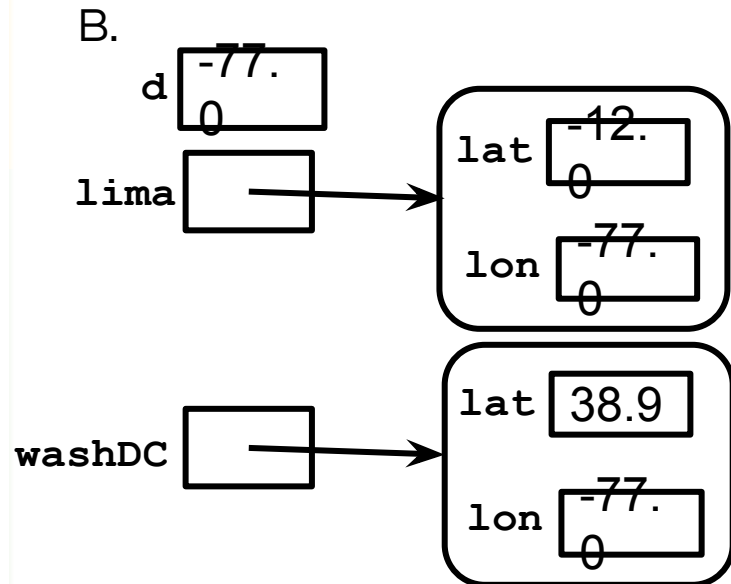 B.
d -77.
0
lima
lat -12.
0
lon -77.
0
washDC
lat 38.9
lon -77.
0